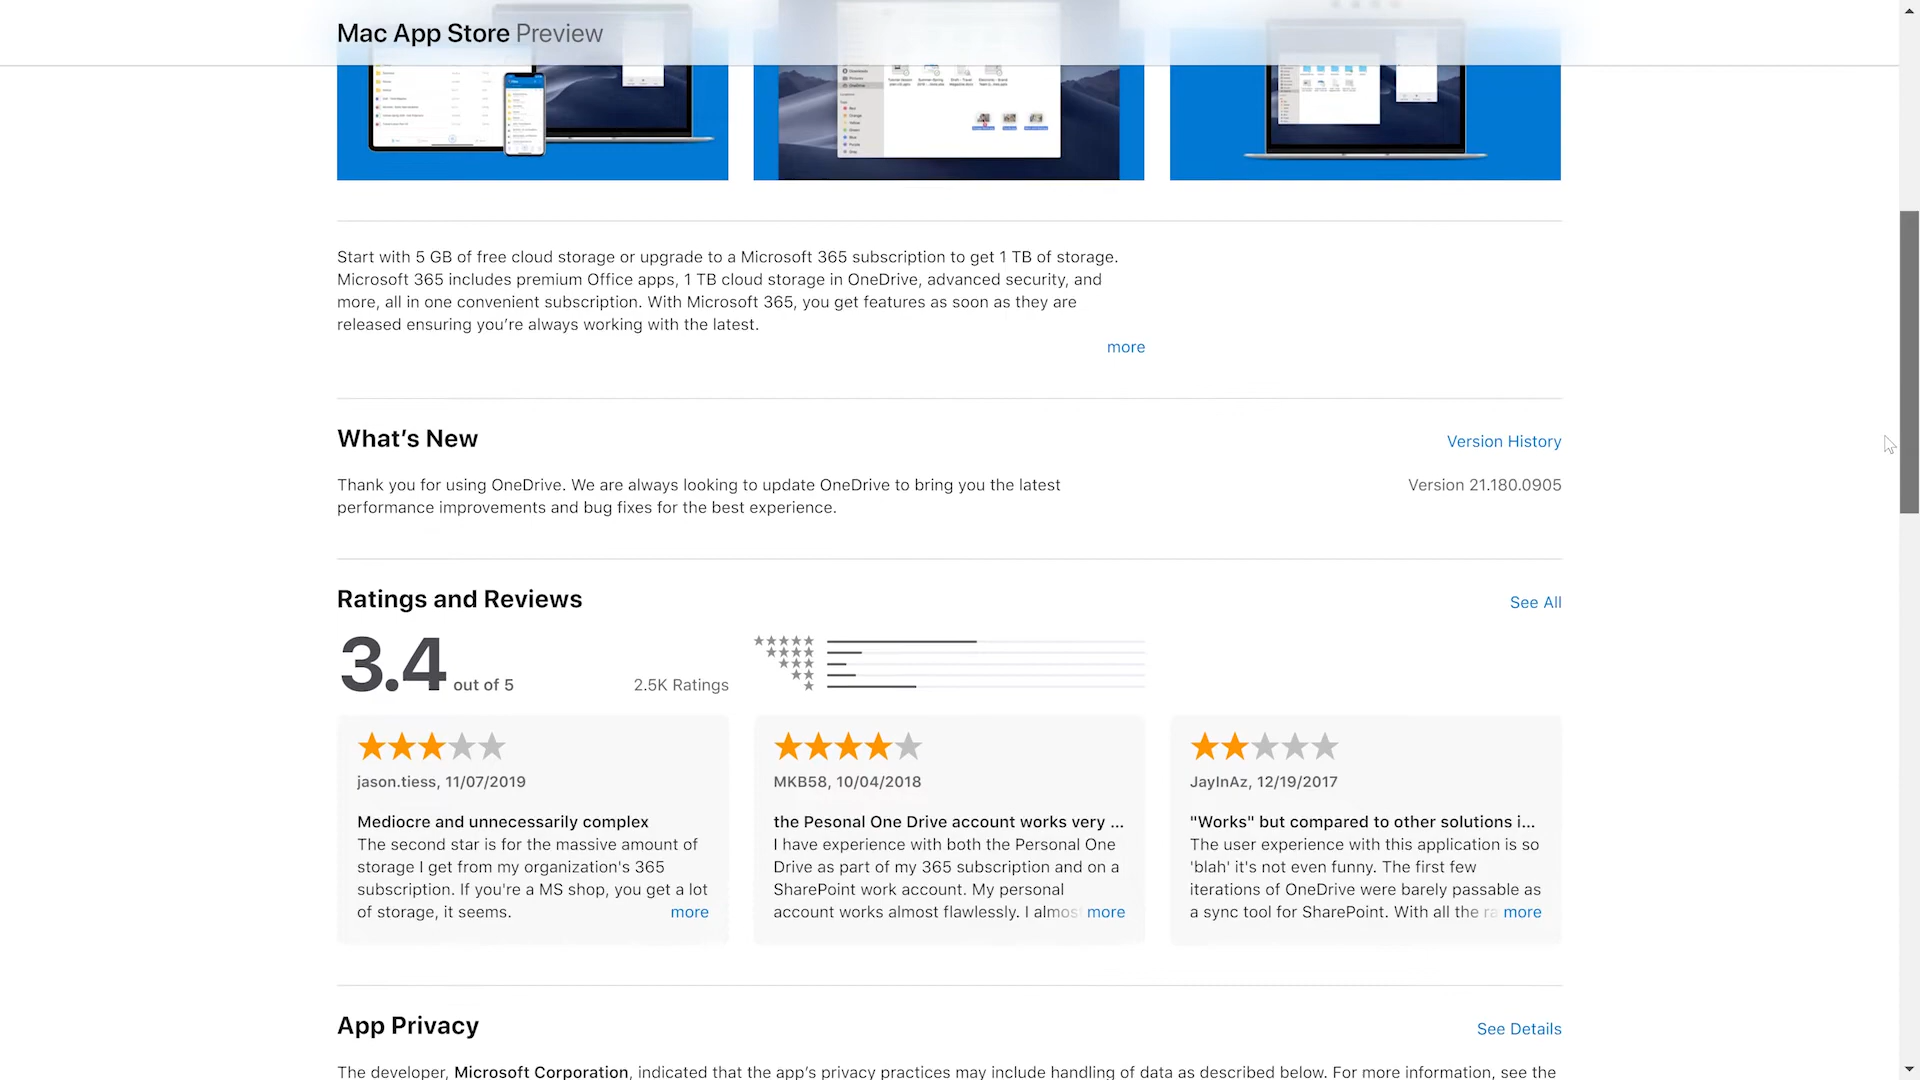 Mac App Store Preview
Start with 5 GB of free cloud storage or upgrade to a Microsoft 365 subscription to get 1 TB of storage.
Microsoft 365 includes premium Office apps, 1 TB cloud storage in OneDrive, advanced security, and
more, all in one convenient subscription. With Microsoft 365, you get features as soon as they are
released ensuring you’re always working with the latest.
more
What’s New
Version History
Thank you for using OneDrive. We are always looking to update OneDrive to bring you the latest
performance improvements and bug fixes for the best experience.
Version 21.180.0905
Ratings and Reviews
See All
3.4 out of 5
2.5K Ratings
jason.tiess, 11/07/2019
Mediocre and unnecessarily complex
The second star is for the massive amount of
storage I get from my organization's 365
subscription. If you're a MS shop, you get a lot
of storage, it seems. more
MKB58, 10/04/2018
the Pesonal One Drive account works very ...
I have experience with both the Personal One
Drive as part of my 365 subscription and on a
SharePoint work account. My personal
account works almost flawlessly. I almos more
JayInAz, 12/19/2017
"Works" but compared to other solutions i...
The user experience with this application is so
'blah' it's not even funny. The first few
iterations of OneDrive were barely passable as
a sync tool for SharePoint. With all the ra more
App Privacy
See Details
The developer, Microsoft Corporation, indicated that the app’s privacy practices may include handling of data as described below. For more information, see the